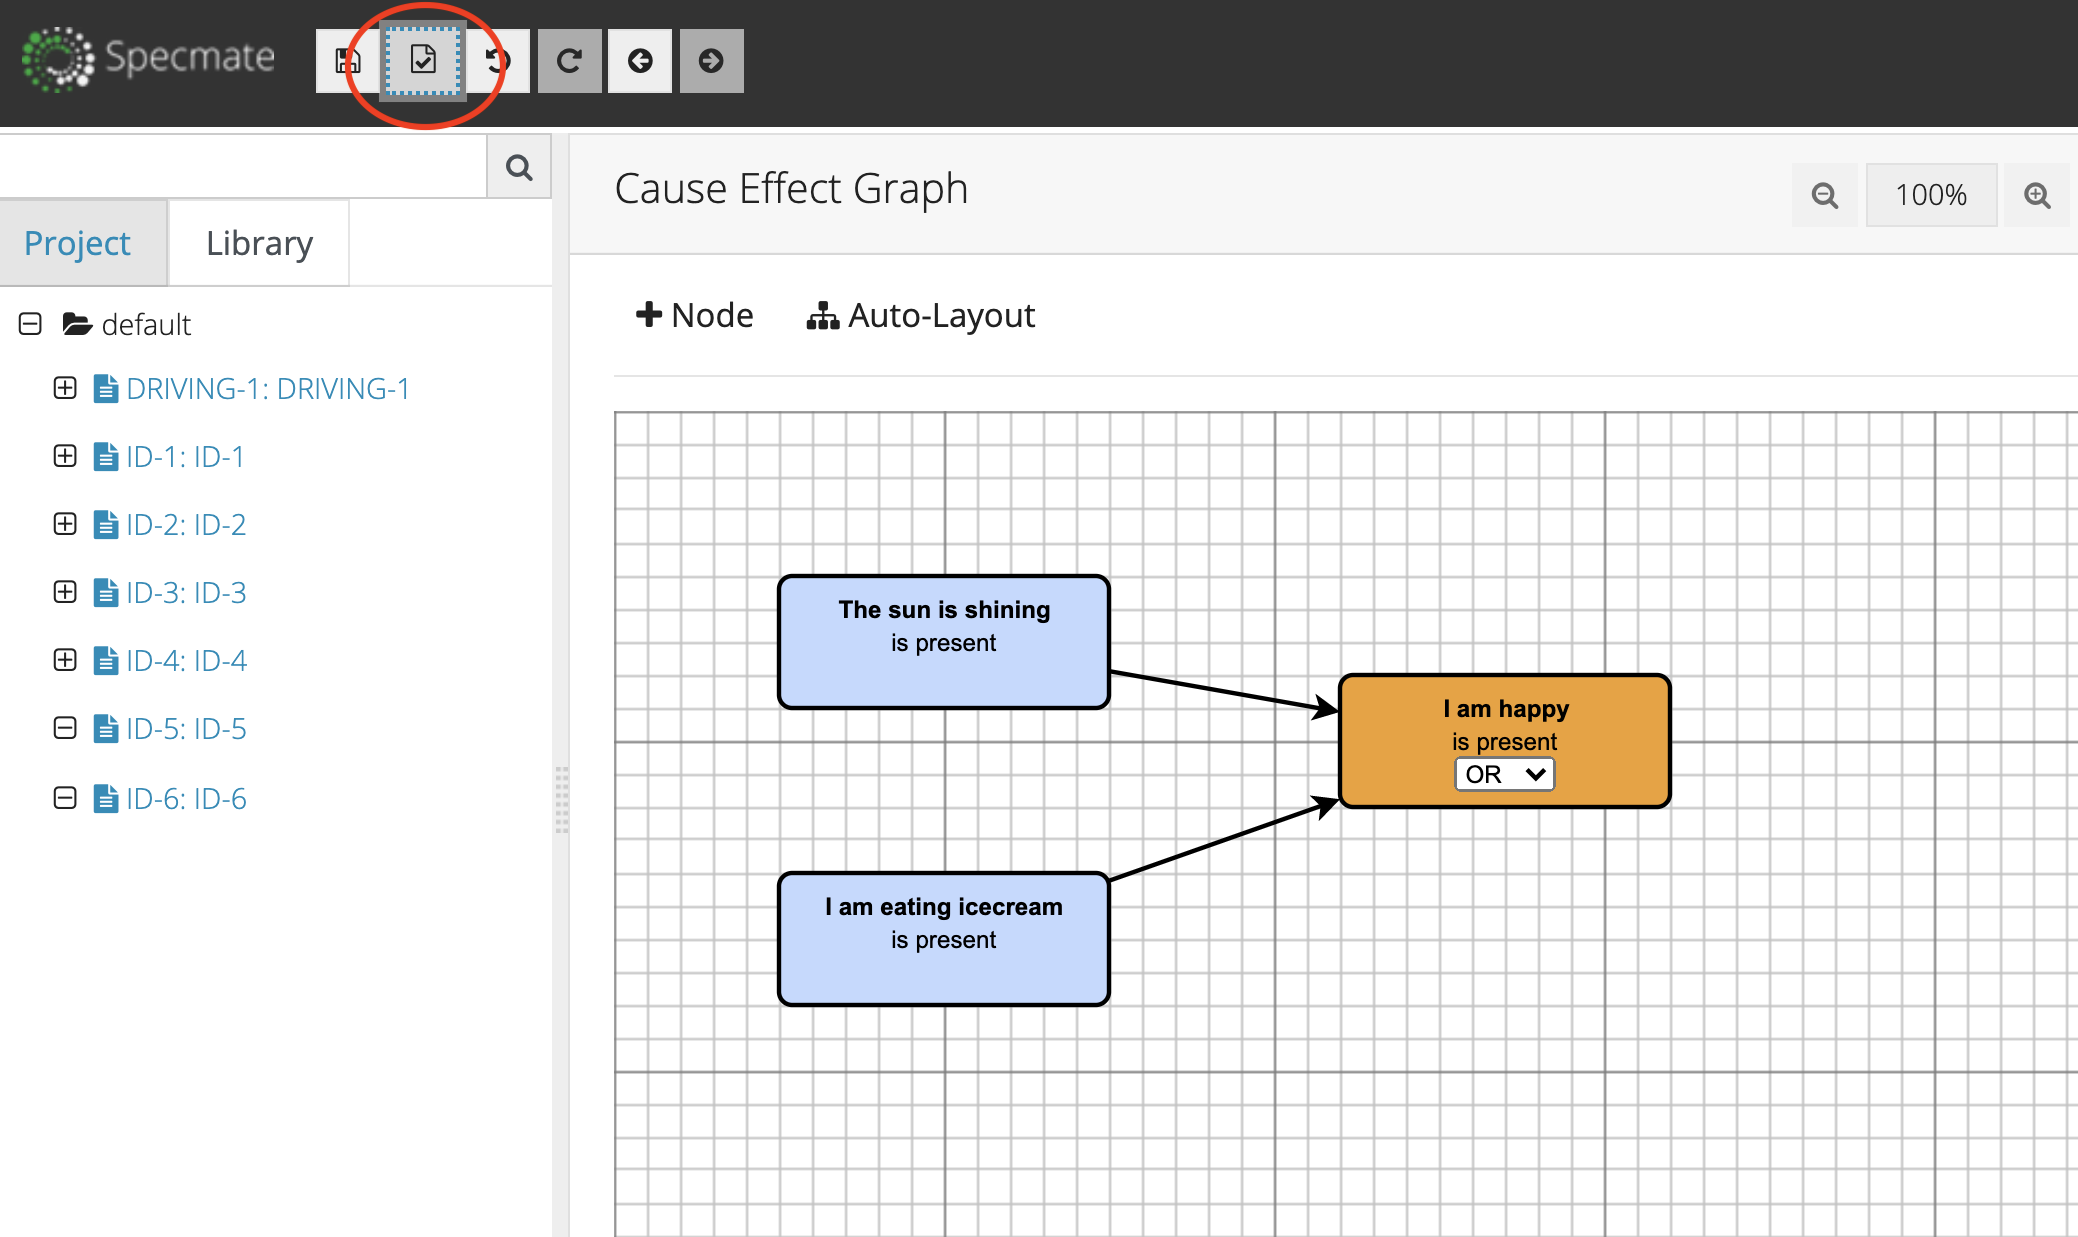 Specmate
Cause Effect Graph
100%
Project
Library
Node
Auto-Layout
default
DRIVING-1: DRIVING-1
ID-1: ID-1
ID-2: ID-2
ID-3: ID-3
ID-4: ID-4
ID-5: ID-5
ID-6: ID-6
The sun is shining
is present
I am happy
is present
OR
I am eating icecream
is present